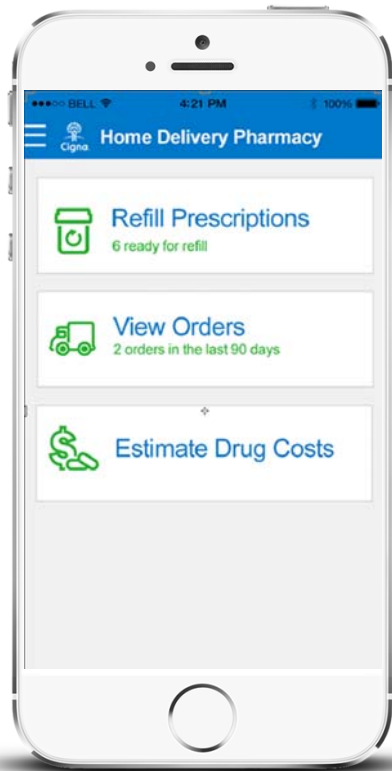 BELL 4:21 PM 100%
Cigna Home Delivery Pharmacy
Refill Prescriptions
6 ready for refill
View Orders
2 orders in the last 90 days
Estimate Drug Costs